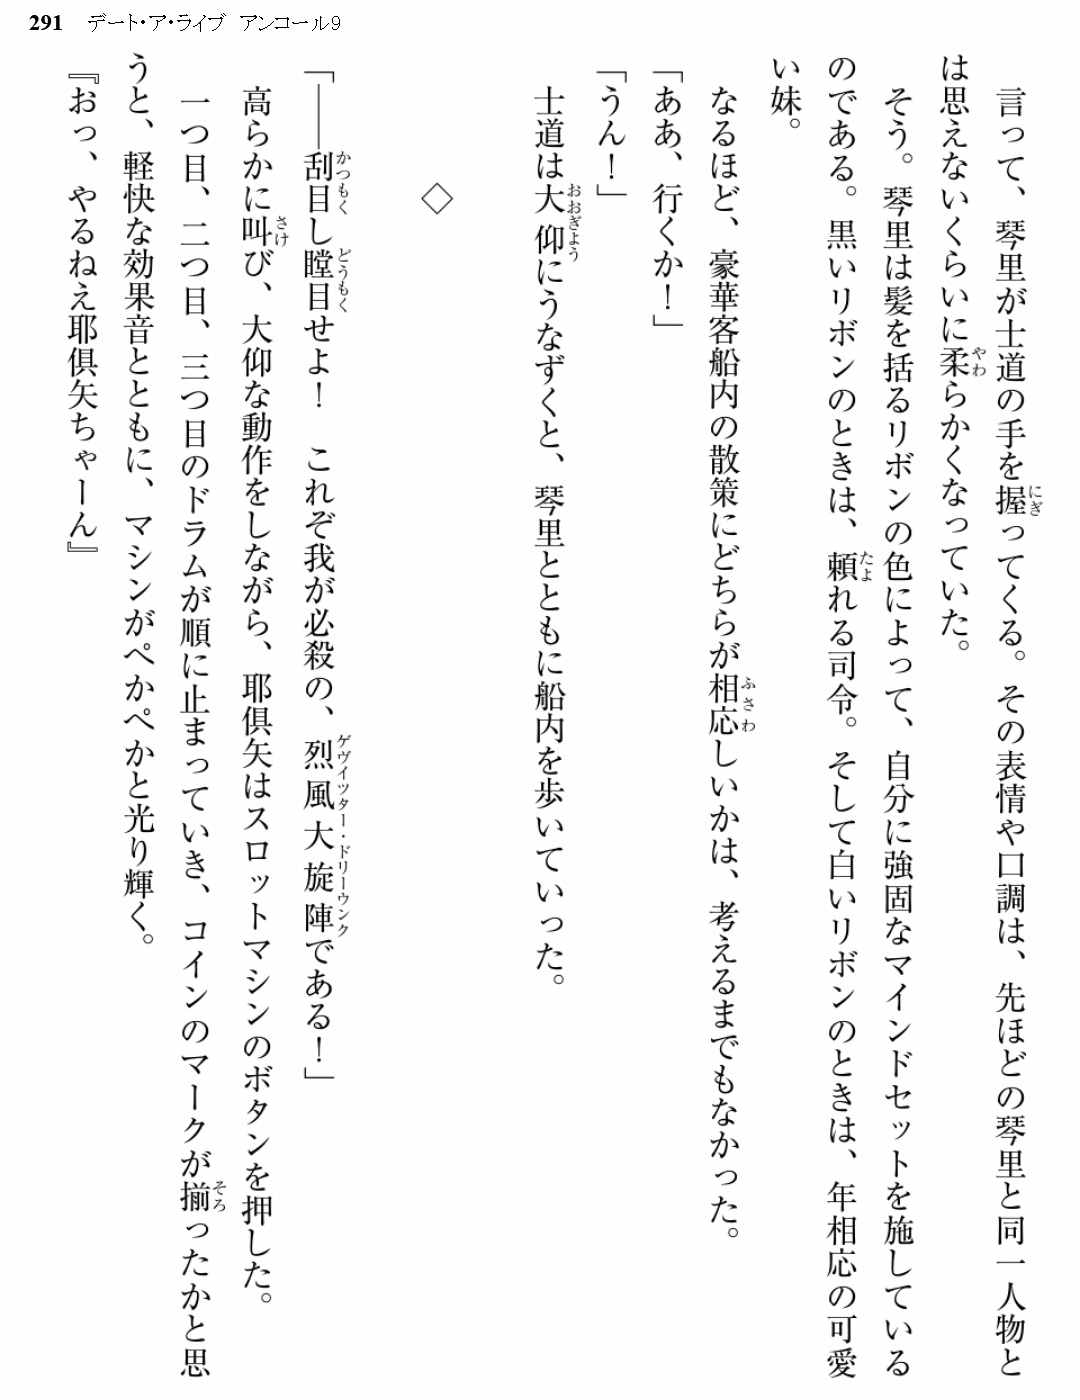 291 デート・ア・ライブ アンコール9
言って、琴里が士道の手を握ってくる。その表情や口調は、先ほどの琴里と同一人物と
は思えないくらいに柔らかくなっていた。
そう。琴里は髪を括るリボンの色によって、自分に強固なマインドセットを施している
のである。黒いリボンのときは、頼れる司令。そして白いリボンのときは、年相応の可愛
い妹。
なるほど、豪華客船内の散策にどちらが相応しいかは、考えるまでもなかった。
「ああ、行くか！」
「うん！」
士道は大仰にうなずくと、琴里とともに船内を歩いていった。
◇
「――刮目し瞠目せよ！　これぞ我が必殺の、烈風大旋陣である！」
高らかに叫び、大仰な動作をしながら、耶倶矢はスロットマシンのボタンを押した。
一つ目、二つ目、三つ目のドラムが順に止まっていき、コインのマークが揃ったかと思
うと、軽快な効果音とともに、マシンがぺかぺかと光り輝く。
『おっ、やるねえ耶倶矢ちゃーん』